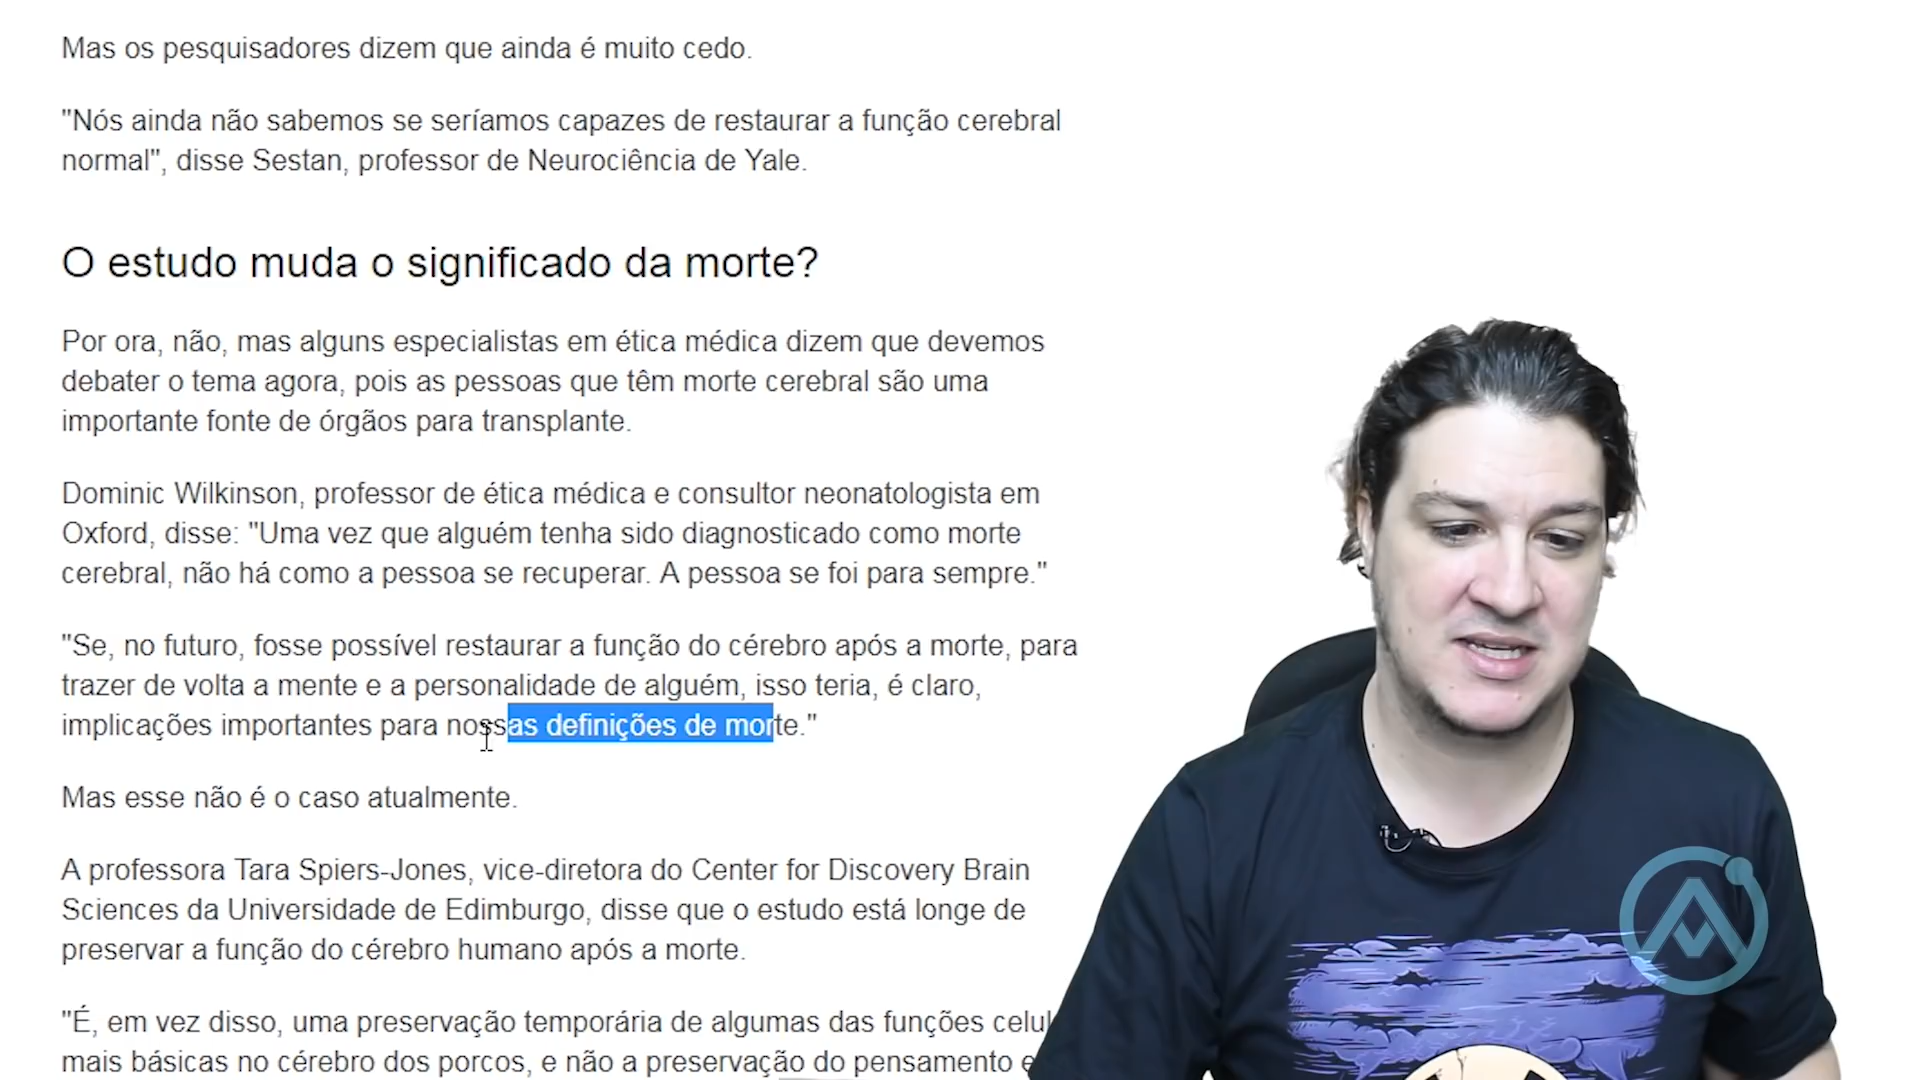 Mas os pesquisadores dizem que ainda é muito cedo.
"Nós ainda não sabemos se seríamos capazes de restaurar a função cerebral
normal", disse Sestan, professor de Neurociência de Yale.
O estudo muda o significado da morte?
Por ora, não, mas alguns especialistas em ética médica dizem que devemos
debater o tema agora, pois as pessoas que têm morte cerebral são uma
importante fonte de órgãos para transplante.
Dominic Wilkinson, professor de ética médica e consultor neonatologista em
Oxford, disse: "Uma vez que alguém tenha sido diagnosticado como morte
cerebral, não há como a pessoa se recuperar. A pessoa se foi para sempre."
"Se, no futuro, fosse possível restaurar a função do cérebro após a morte, para
trazer de volta a mente e a personalidade de alguém, isso teria, é claro,
implicações importantes para nossas definições de morte."
Mas esse não é o caso atualmente.
A professora Tara Spiers-Jones, vice-diretora do Center for Discovery Brain
Sciences da Universidade de Edimburgo, disse que o estudo está longe de
preservar a função do cérebro humano após a morte.
"É, em vez disso, uma preservação temporária de algumas das funções
mais básicas no cérebro dos porcos, e não a preservação do pensamento